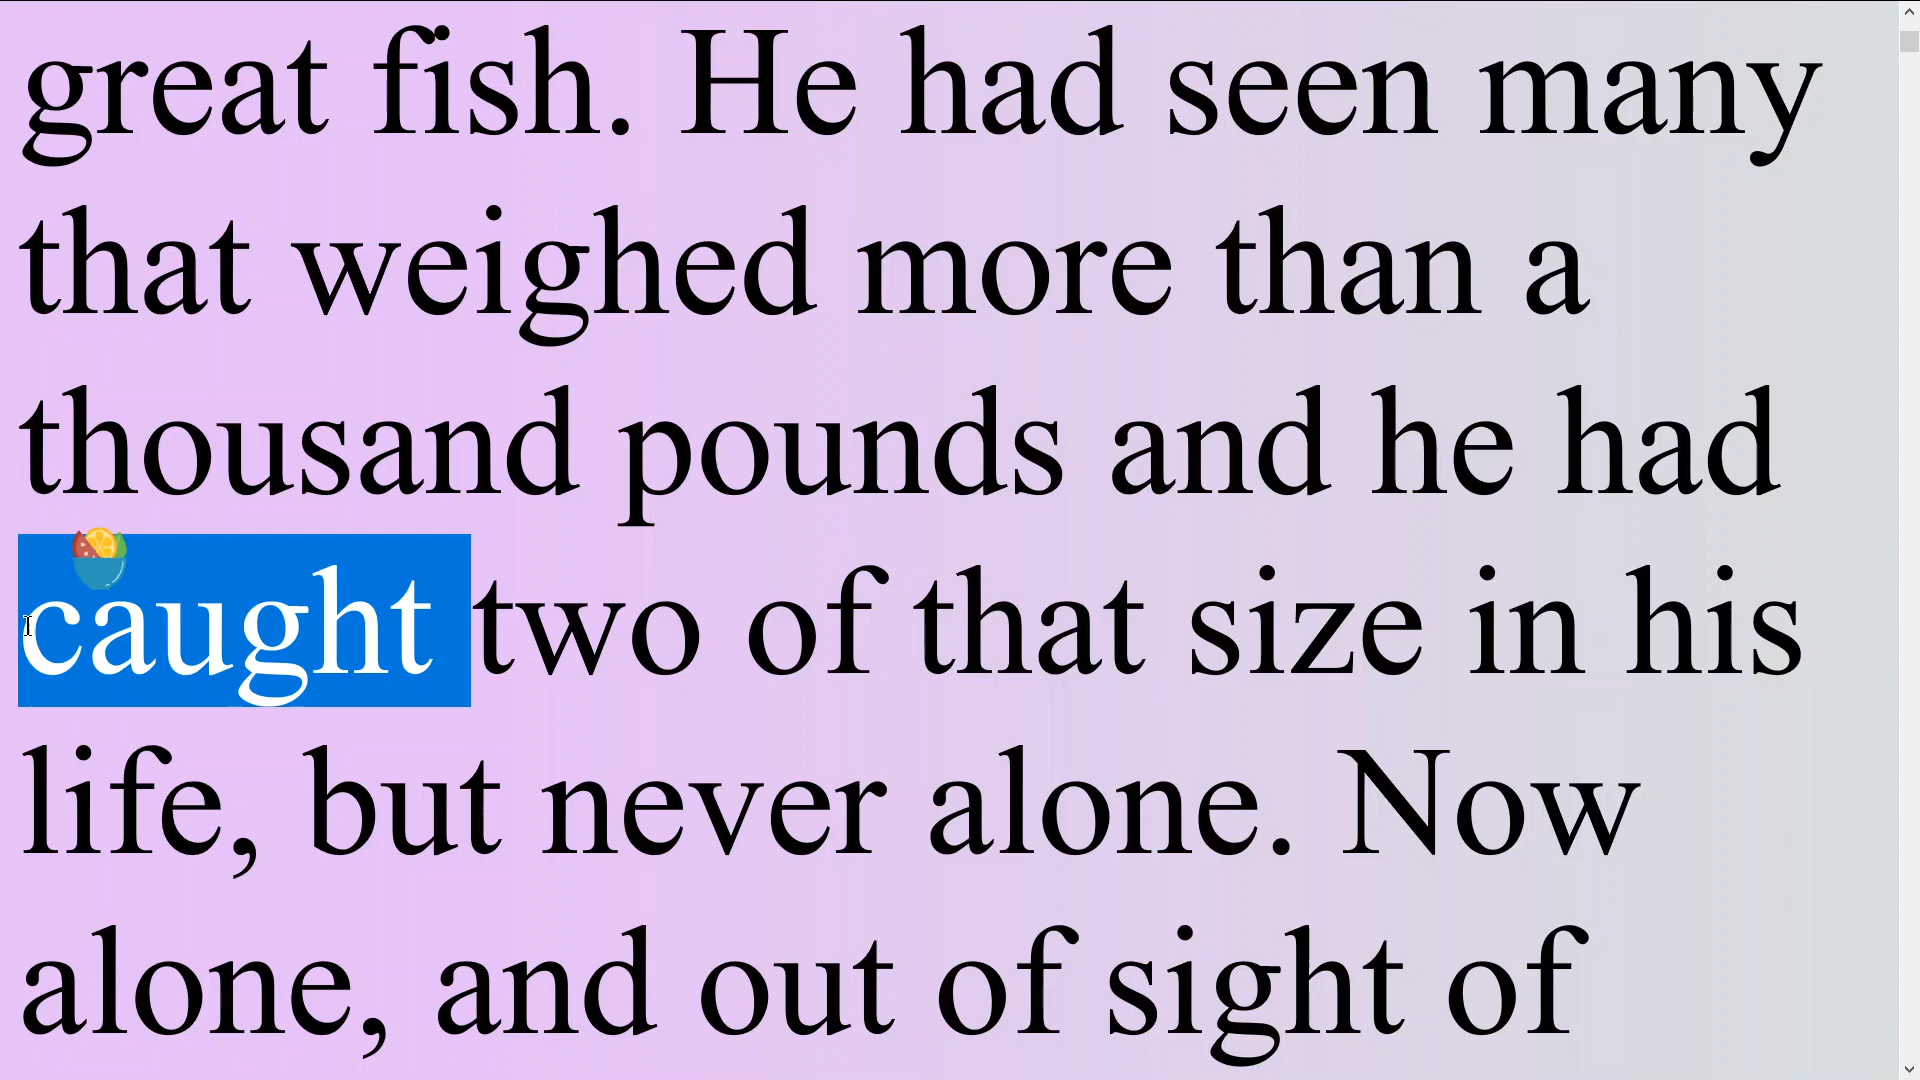 great fish. He had seen many
that weighed more than a
thousand pounds and he had
caught two of that size in his
life, but never alone. Now
alone, and out of sight of